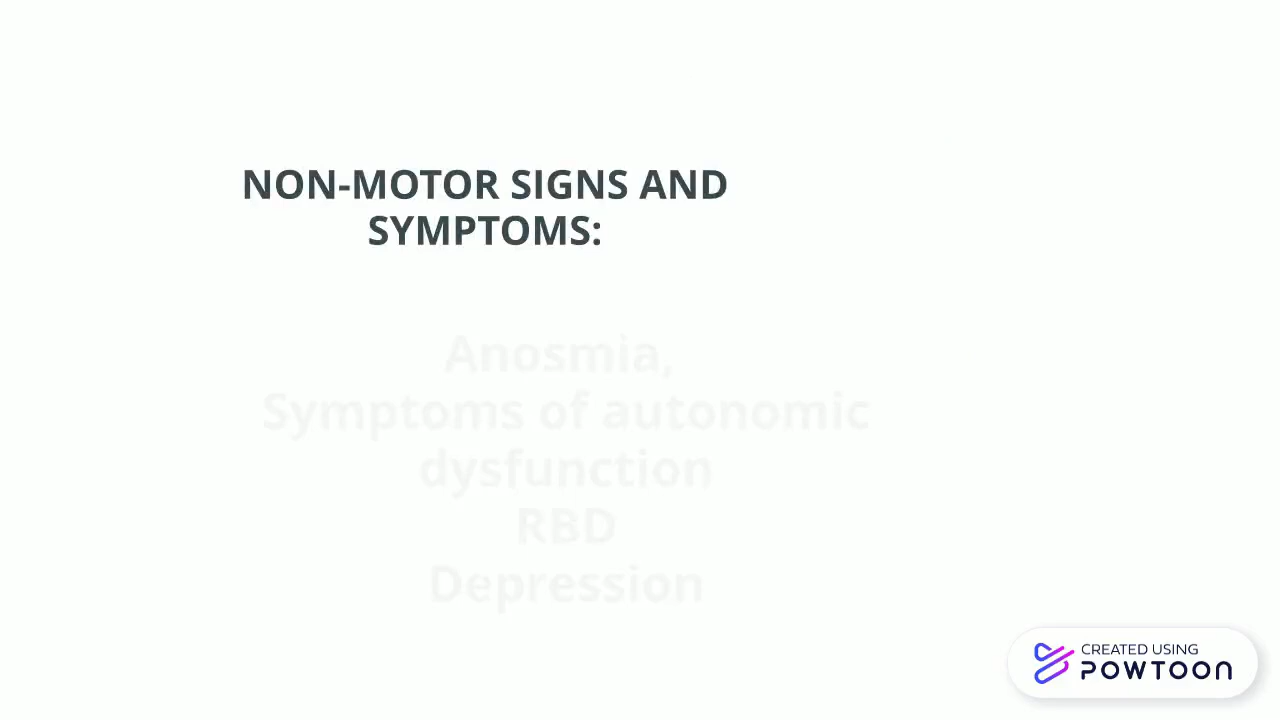 NON-MOTOR SIGNS AND
SYMPTOMS:
Anosmia,
Symptoms of autonomic
dysfunction
RBD
Depression
CREATED USING
POWTOON